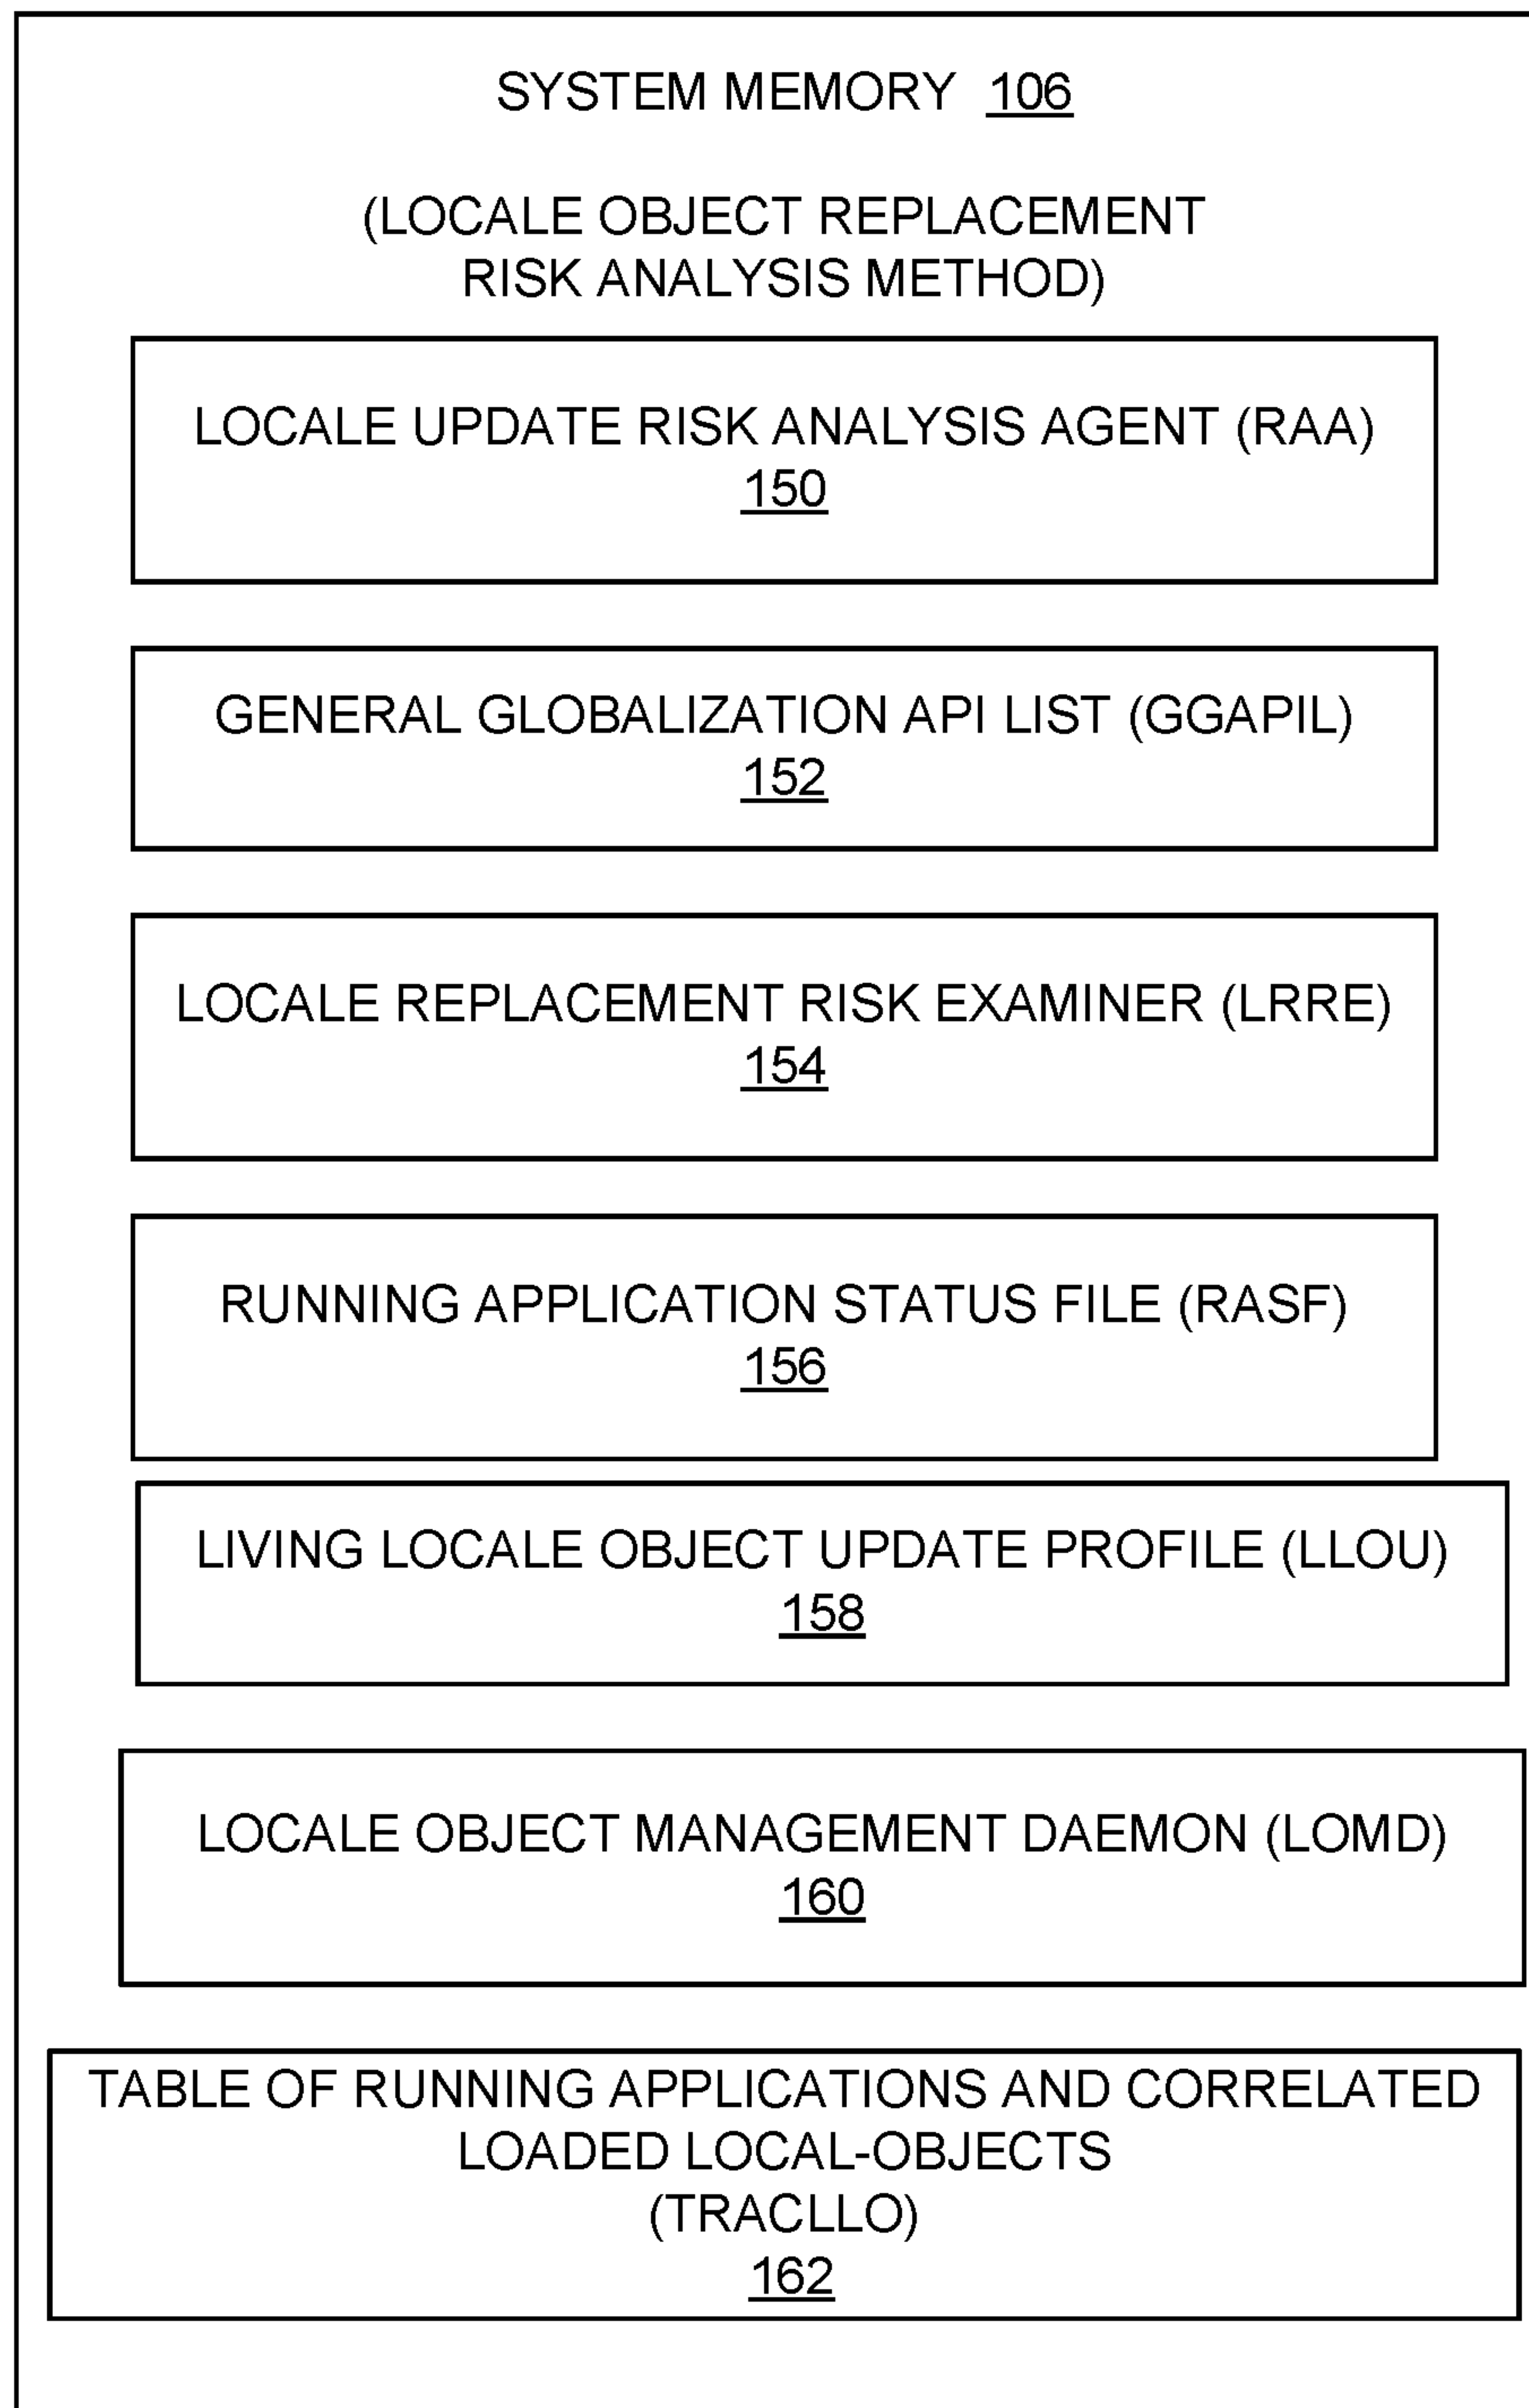 SYSTEM MEMORY 106
(LOCALE OBJECT REPLACEMENT
RISK ANALYSIS METHOD)
LOCALE UPDATE RISK ANALYSIS AGENT (RAA)
150
GENERAL GLOBALIZATION API LIST (GGAPIL)
152
LOCALE REPLACEMENT RISK EXAMINER (LRRE)
154
RUNNING APPLICATION STATUS FILE (RASF)
156
LIVING LOCALE OBJECT UPDATE PROFILE (LLOU)
158
LOCALE OBJECT MANAGEMENT DAEMON (LOMD)
160
TABLE OF RUNNING APPLICATIONS AND CORRELATED
LOADED LOCAL-OBJECTS
(TRACLLO)
162